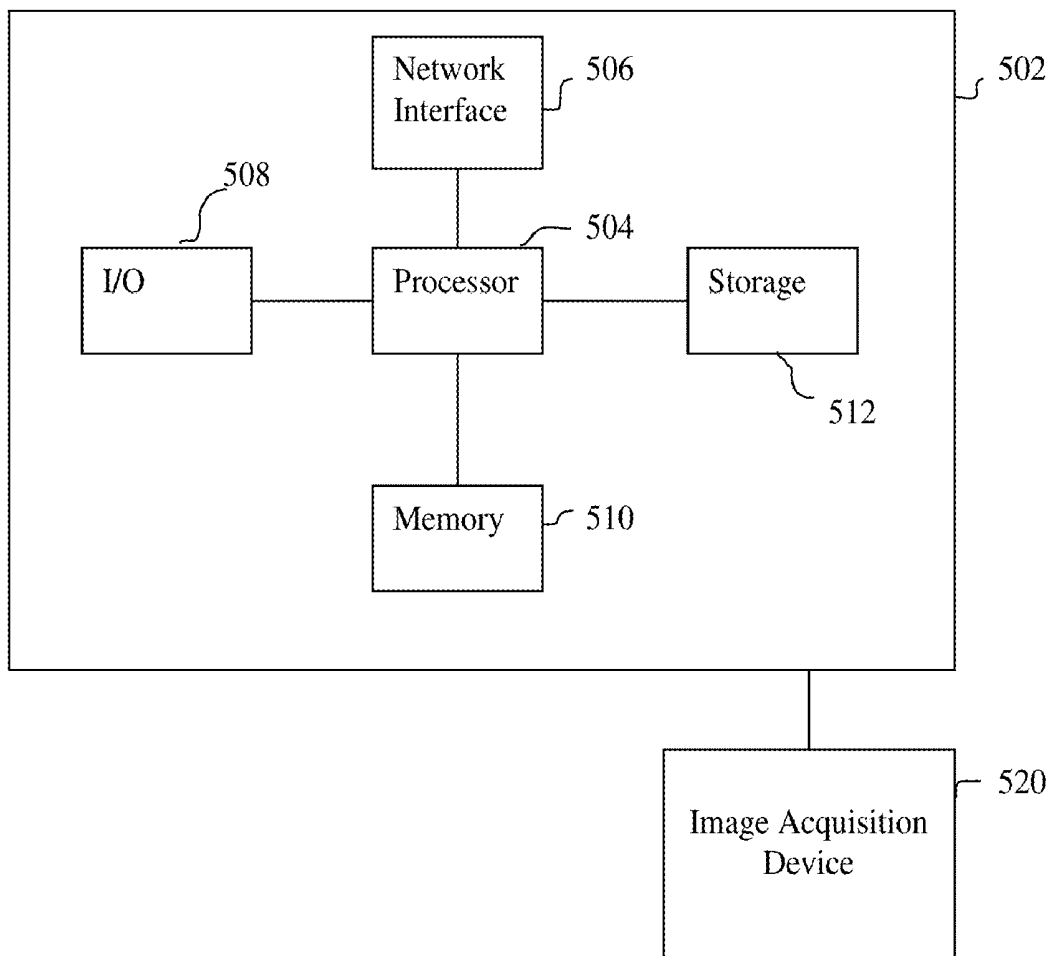 Network
Interface
506
502
508
504
I/O
Processor
Storage
512
Memory
510
520
Image Acquisition
Device